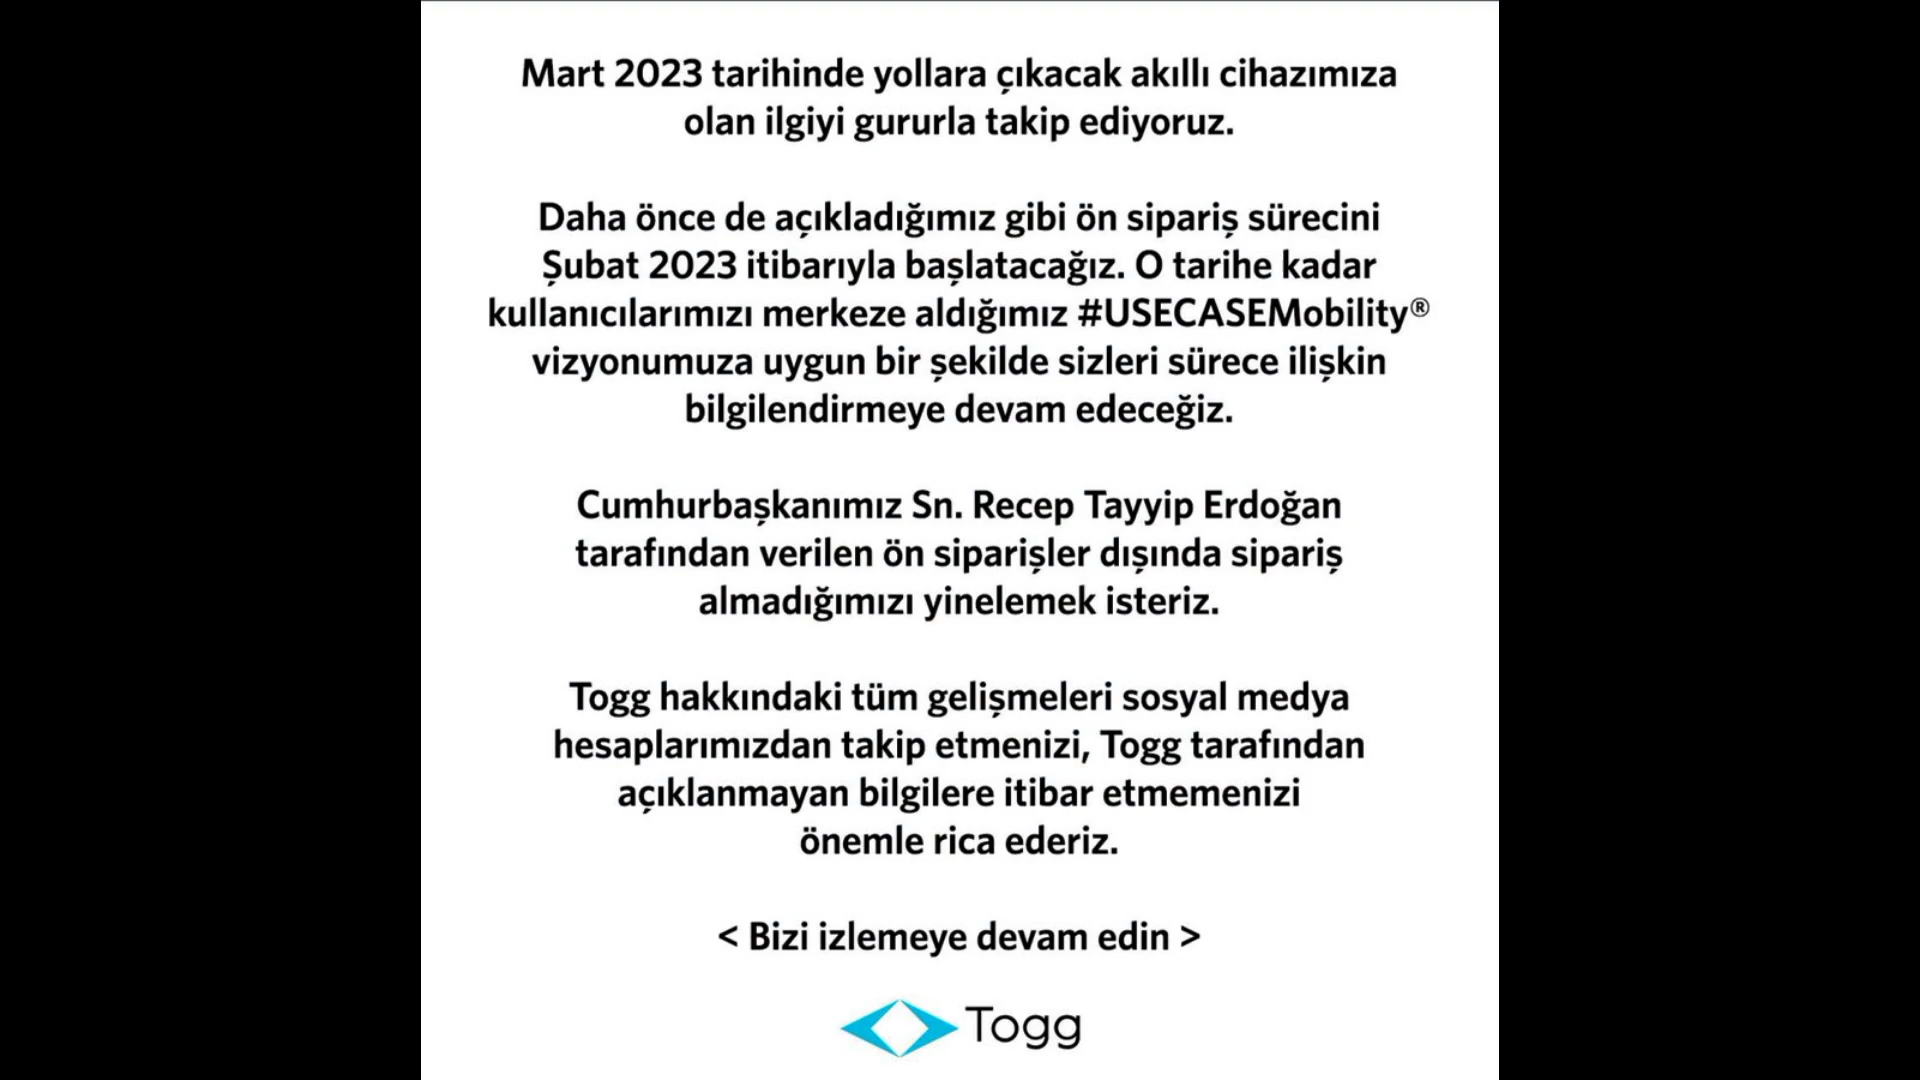 Mart 2023 tarihinde yollara çıkacak akıllı cihazımıza
olan ilgiyi gururla takip ediyoruz.
Daha önce de açıkladığımız gibi ön sipariş sürecini
Şubat 2023 itibarıyla başlatacağız. O tarihe kadar
kullanıcılarımızı merkeze aldığımız #USECASEMobility®
vizyonumuza uygun bir şekilde sizleri sürece ilişkin
bilgilendirmeye devam edeceğiz.
Cumhurbaşkanımız Sn. Recep Tayyip Erdoğan
tarafından verilen ön siparişler dışında sipariş
almadığımızı yinelemek isteriz.
Togg hakkındaki tüm gelişmeleri sosyal medya
hesaplarımızdan takip etmenizi, Togg tarafından
açıklanmayan bilgilere itibar etmemenizi
önemle rica ederiz.
< Bizi izlemeye devam edin >
Togg